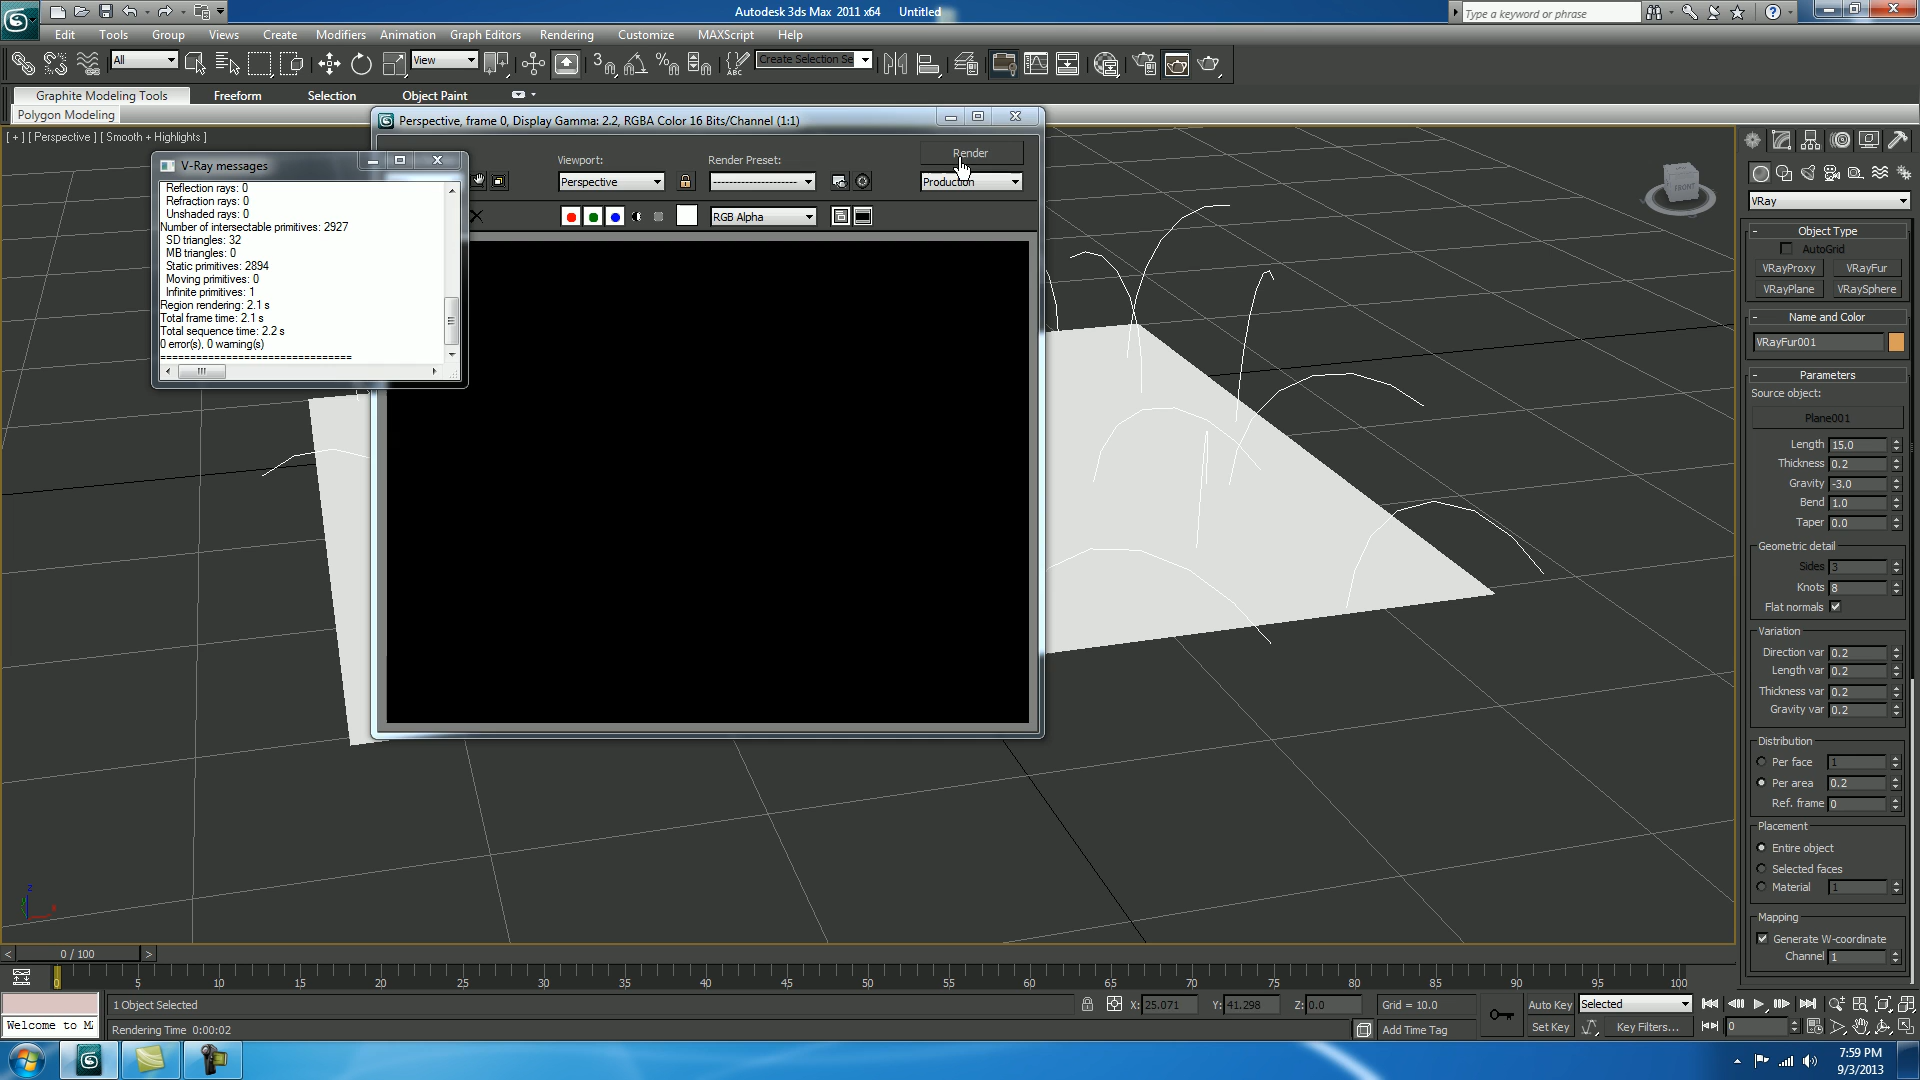 Autodesk 3ds Max 2011 x64 Untitled
Type a keyword or phrase
Edit Tools Group Views Create Modifiers Animation Graph Editors Rendering Customize MAXScript Help
All
View
3
ABC
Create Selection Se
Graphite Modeling Tools Freeform Selection Object Paint
Polygon Modeling
[ + ] [ Perspective ] [ Smooth + Highlights ]
Perspective, frame 0, Display Gamma: 2.2, RGBA Color 16 Bits/Channel (1:1)
Viewport:
Perspective
Render Preset:
--------------------
Render
Production
RGB Alpha
V-Ray messages
Reflection rays: 0
Refraction rays: 0
Unshaded rays: 0
Number of intersectable primitives: 2927
SD triangles: 32
MB triangles: 0
Static primitives: 2894
Moving primitives: 0
Infinite primitives: 1
Region rendering: 2.1 s
Total frame time: 2.1 s
Total sequence time: 2.2 s
0 error(s), 0 warning(s)
================================
FRONT
VRay
- Object Type
AutoGrid
VRayProxy VRayFur
VRayPlane VRaySphere
- Name and Color
VRayFur001
- Parameters
Source object:
Plane001
Length 15.0
Thickness 0.2
Gravity -3.0
Bend 1.0
Taper 0.0
Geometric detail
Sides 3
Knots 8
Flat normals
Variation
Direction var 0.2
Length var 0.2
Thickness var 0.2
Gravity var 0.2
Distribution
Per face 1
Per area 0.2
Ref. frame 0
Placement
Entire object
Selected faces
Material 1
Mapping
Generate W-coordinate
Channel 1
z
y
x
< 0 / 100 >
0 5 10 15 20 25 30 35 40 45 50 55 60 65 70 75 80 85 90 95 100
1 Object Selected
X: 25.071 Y: 41.298 Z: 0.0 Grid = 10.0
Auto Key Selected
Welcome to M
Rendering Time 0:00:02
Add Time Tag
Set Key Key Filters... 0
7:59 PM
9/3/2013